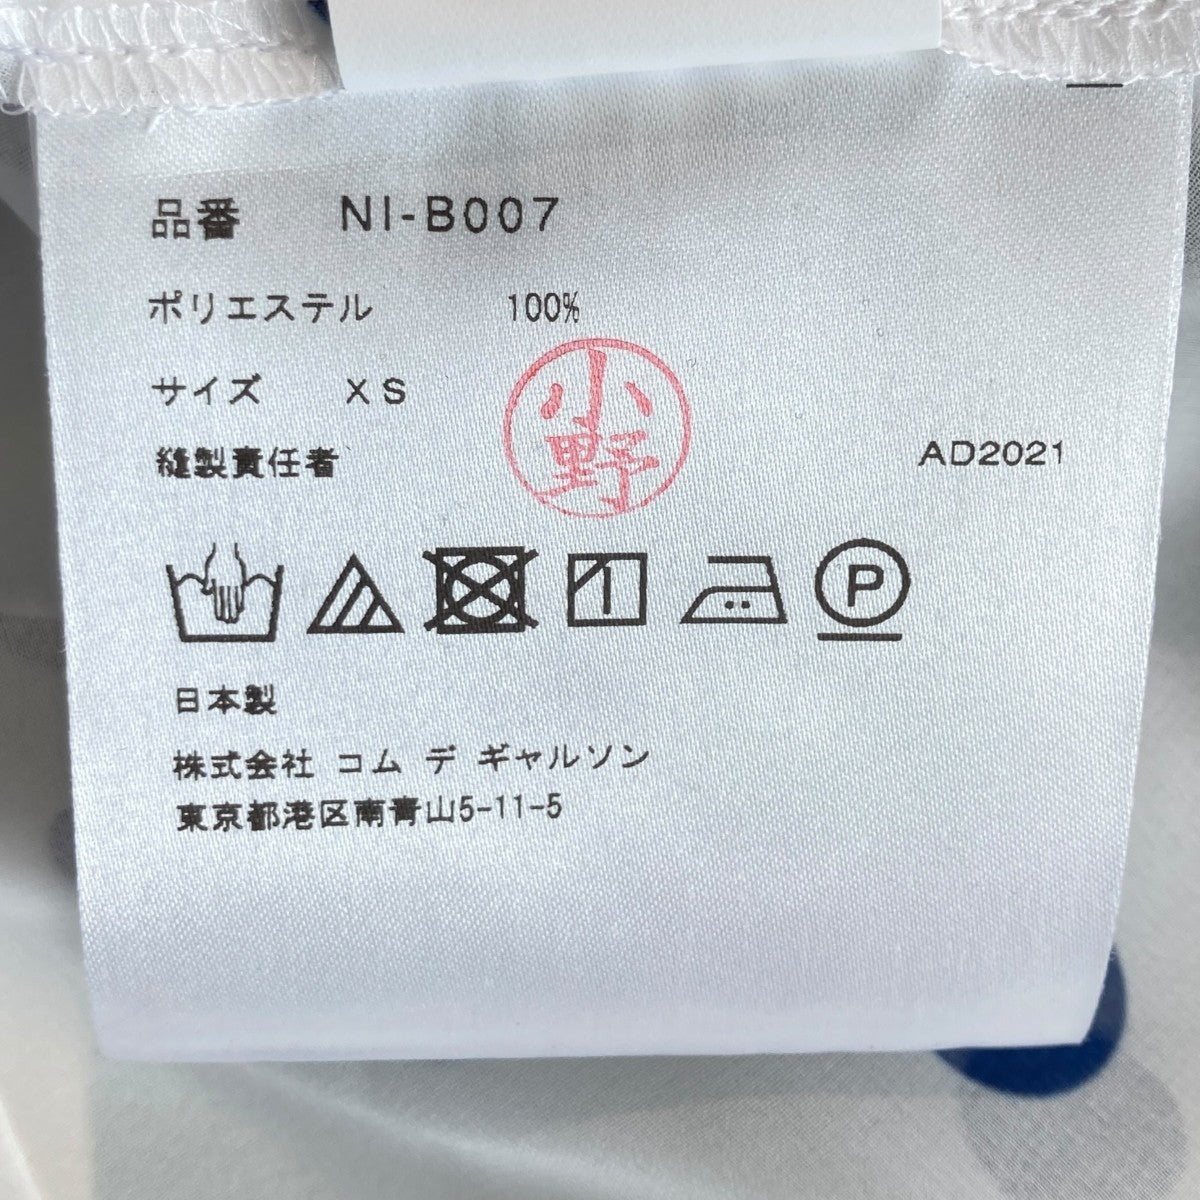 品番 NI-B007
ポリエステル 100%
サイズ XS
小野
縫製責任者
AD2021
P
日本製
株式会社 コム デ ギャルソン
東京都港区南青山5-11-5